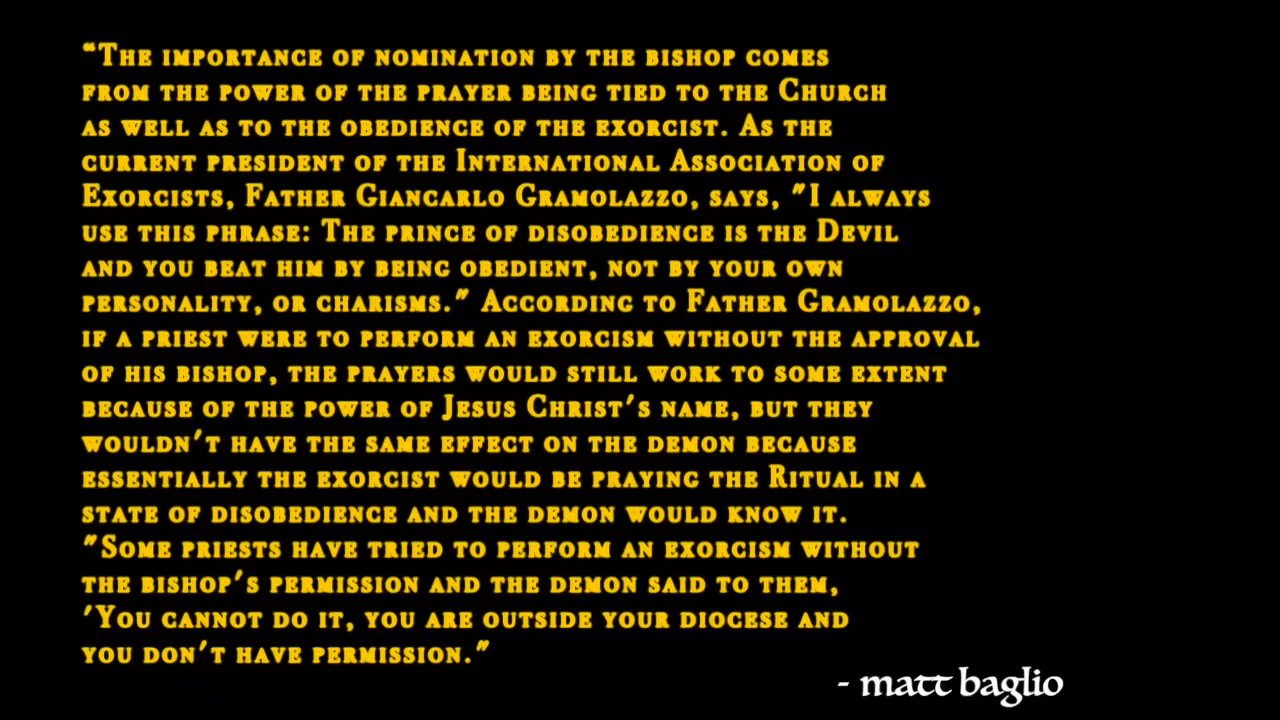 “The importance of nomination by the bishop comes
from the power of the prayer being tied to the Church
as well as to the obedience of the exorcist. As the
current president of the International Association of
Exorcists, Father Giancarlo Gramolazzo, says, "I always
use this phrase: The prince of disobedience is the Devil
and you beat him by being obedient, not by your own
personality, or charisms." According to Father Gramolazzo,
if a priest were to perform an exorcism without the approval
of his bishop, the prayers would still work to some extent
because of the power of Jesus Christ's name, but they
wouldn't have the same effect on the demon because
essentially the exorcist would be praying the Ritual in a
state of disobedience and the demon would know it.
"Some priests have tried to perform an exorcism without
the bishop's permission and the demon said to them,
'You cannot do it, you are outside your diocese and
you don't have permission."
- matt baglio